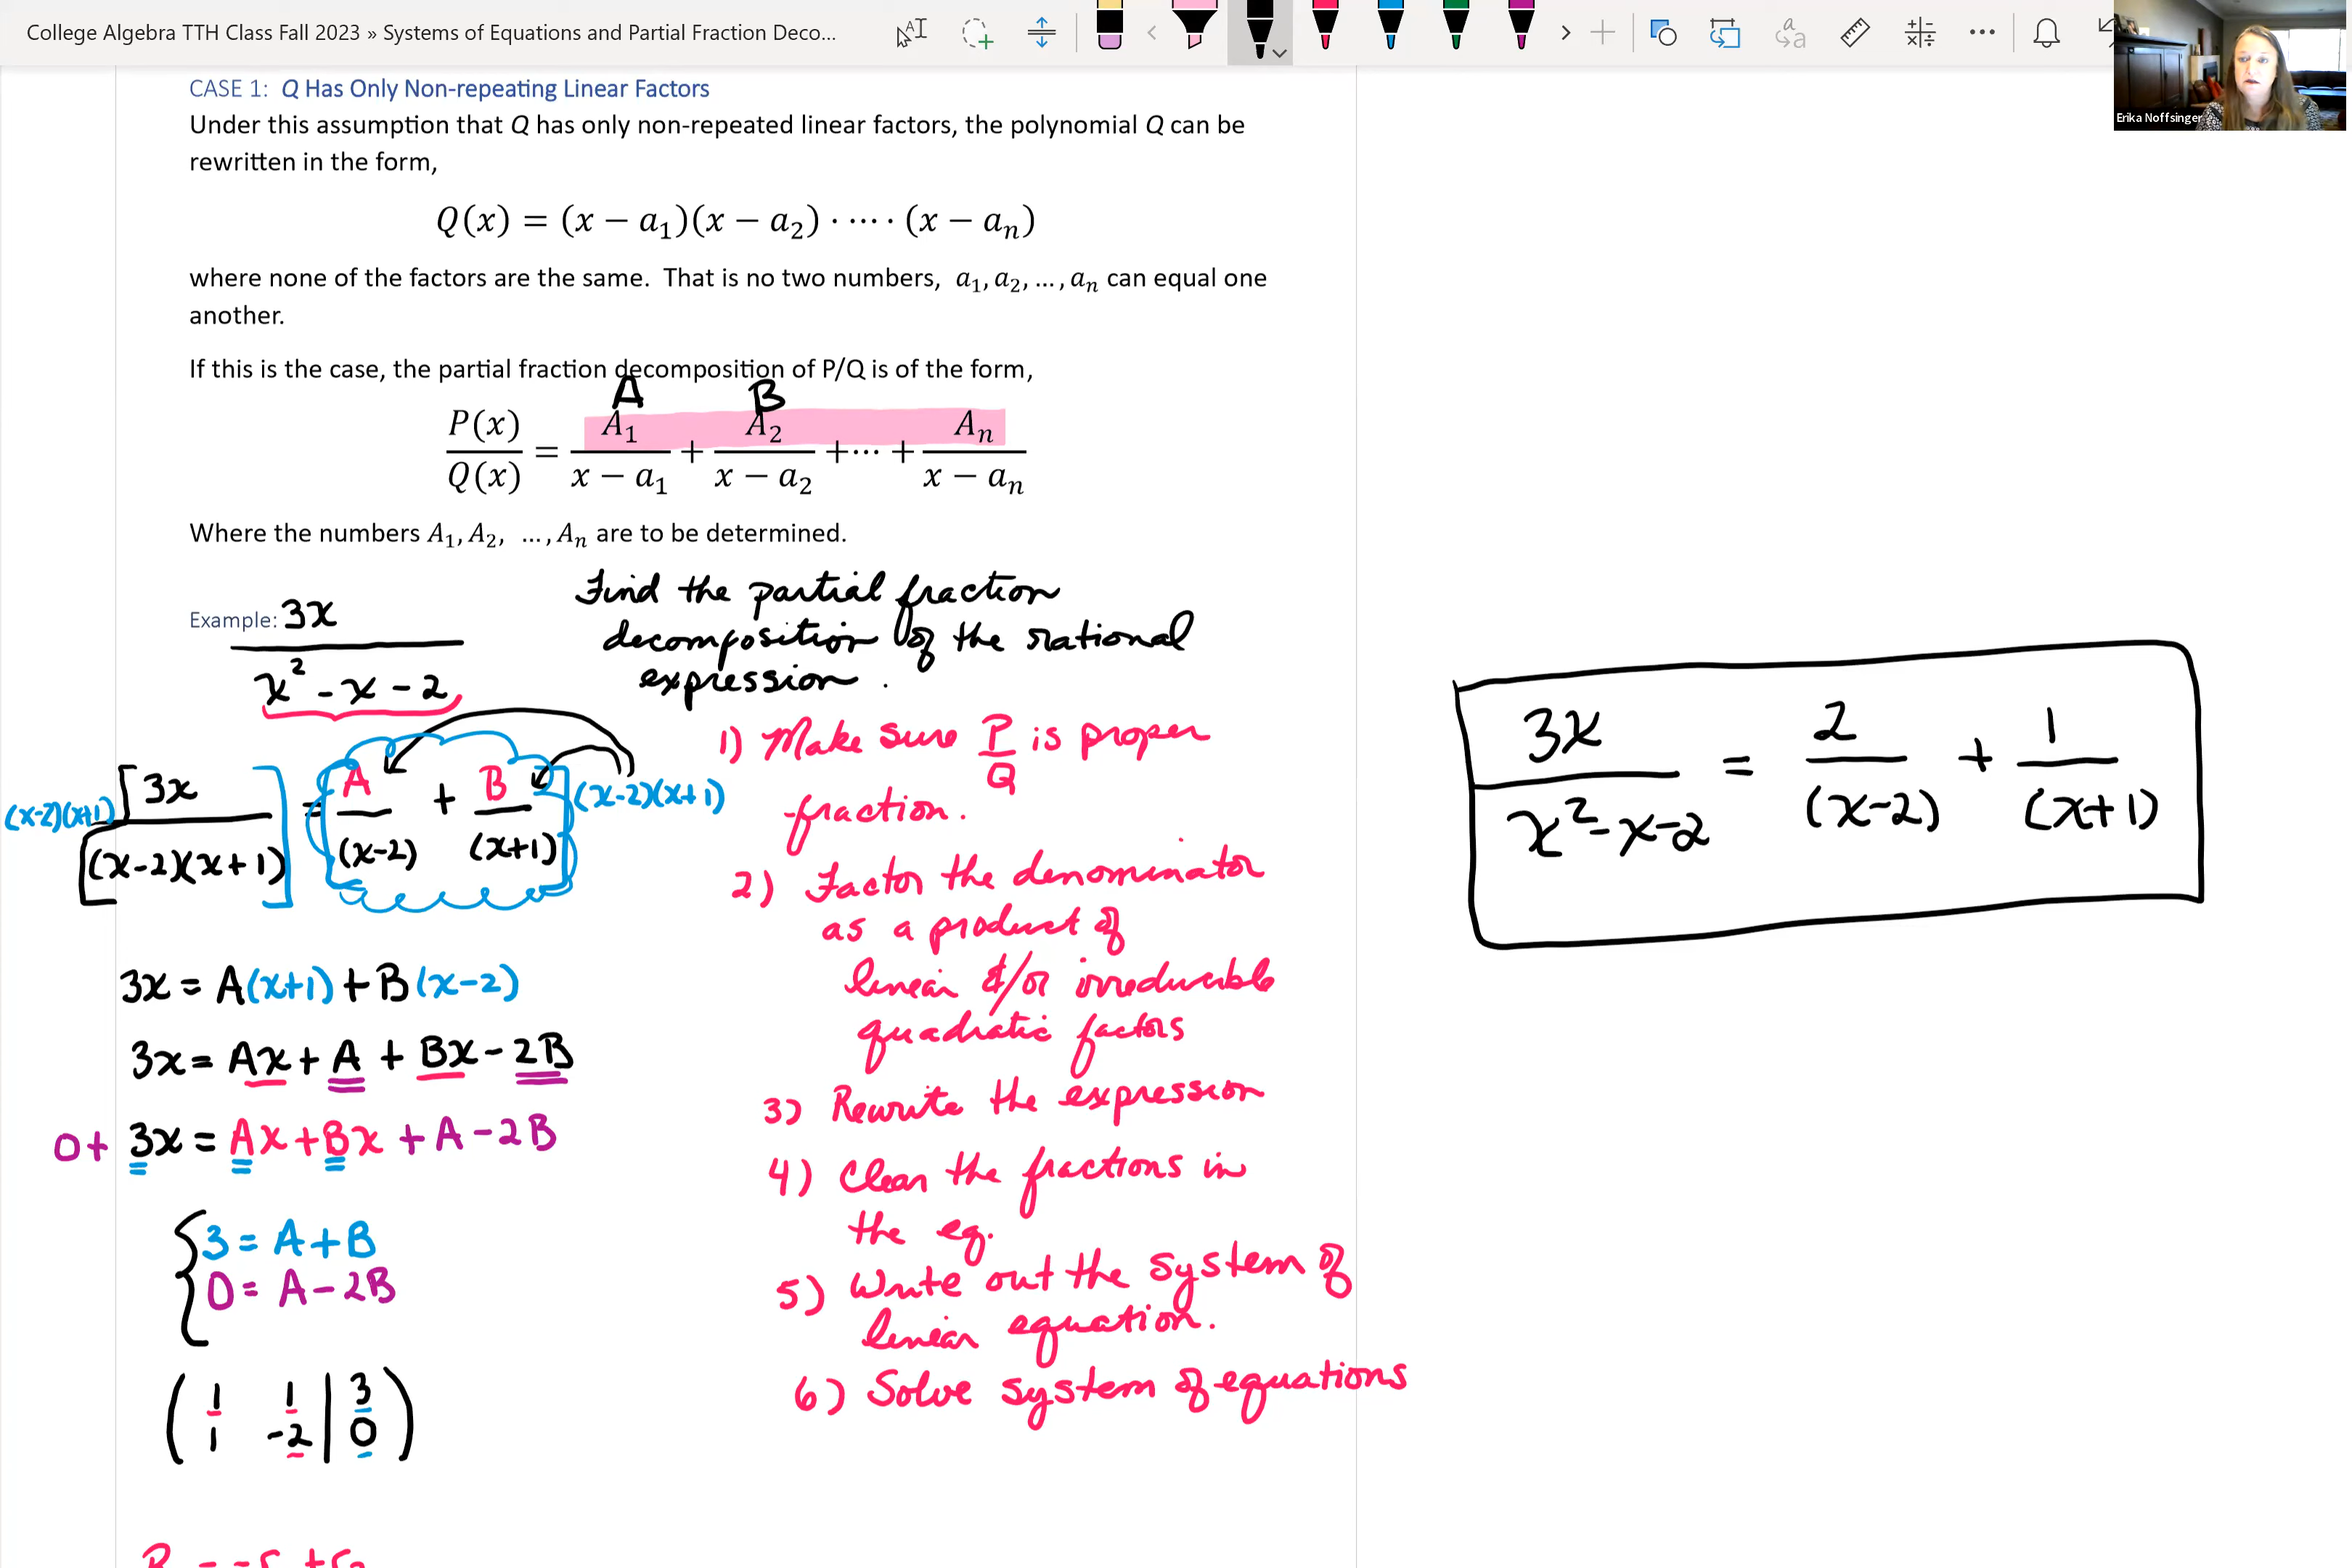 College Algebra TTH Class Fall 2023 » Systems of Equations and Partial Fraction Deco...
Erika Noffsinger
CASE 1: Q Has Only Non-repeating Linear Factors
Under this assumption that Q has only non-repeated linear factors, the polynomial Q can be
rewritten in the form,
Q(x) = (x − a₁)(x − a₂) · ···· (x − aₙ)
where none of the factors are the same. That is no two numbers, a₁, a₂, …, aₙ can equal one
another.
If this is the case, the partial fraction decomposition of P/Q is of the form,
A B
P(x)/Q(x) = A₁/(x − a₁) + A₂/(x − a₂) +⋯ + Aₙ/(x − aₙ)
Where the numbers A₁, A₂, …, Aₙ are to be determined.
Example: 3x/(x² - x - 2)
Find the partial fraction
decomposition of the rational
expression.
(x-2)(x+1) [3x/((x-2)(x+1))] = [A/(x-2) + B/(x+1)] (x-2)(x+1)
3x = A(x+1) + B(x-2)
3x = Ax + A + Bx - 2B
0 + 3x = Ax + Bx + A - 2B
{3 = A + B
0 = A - 2B
( 1 1 | 3
1 -2 | 0 )
1) Make sure P/Q is proper
fraction.
2) Factor the denominator
as a product of
linear &/or irreducible
quadratic factors
3) Rewrite the expression
4) Clear the fractions in
the eq.
5) Write out the system of
linear equation.
6) Solve system of equations
3x/(x²-x-2) = 2/(x-2) + 1/(x+1)